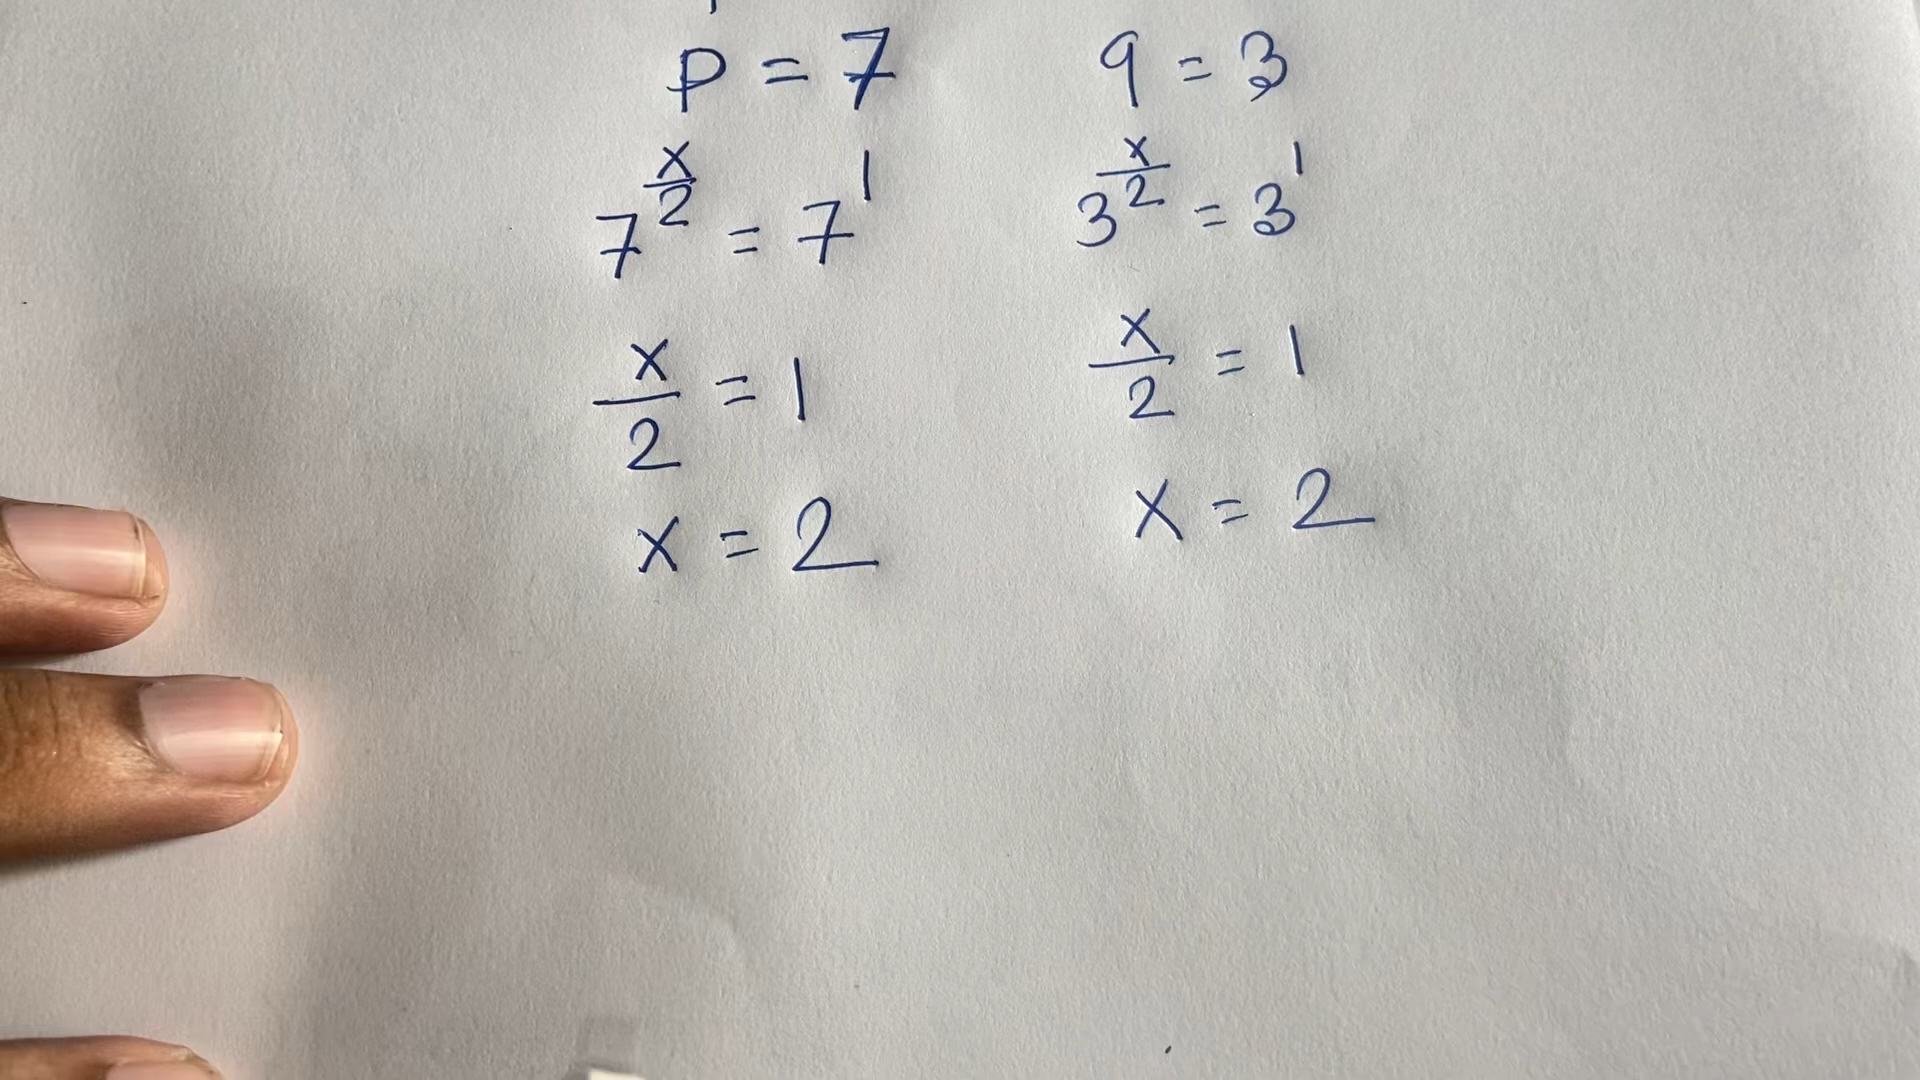 p = 7
7^(x/2) = 7^1
x/2 = 1
x = 2
q = 3
3^(x/2) = 3^1
x/2 = 1
x = 2